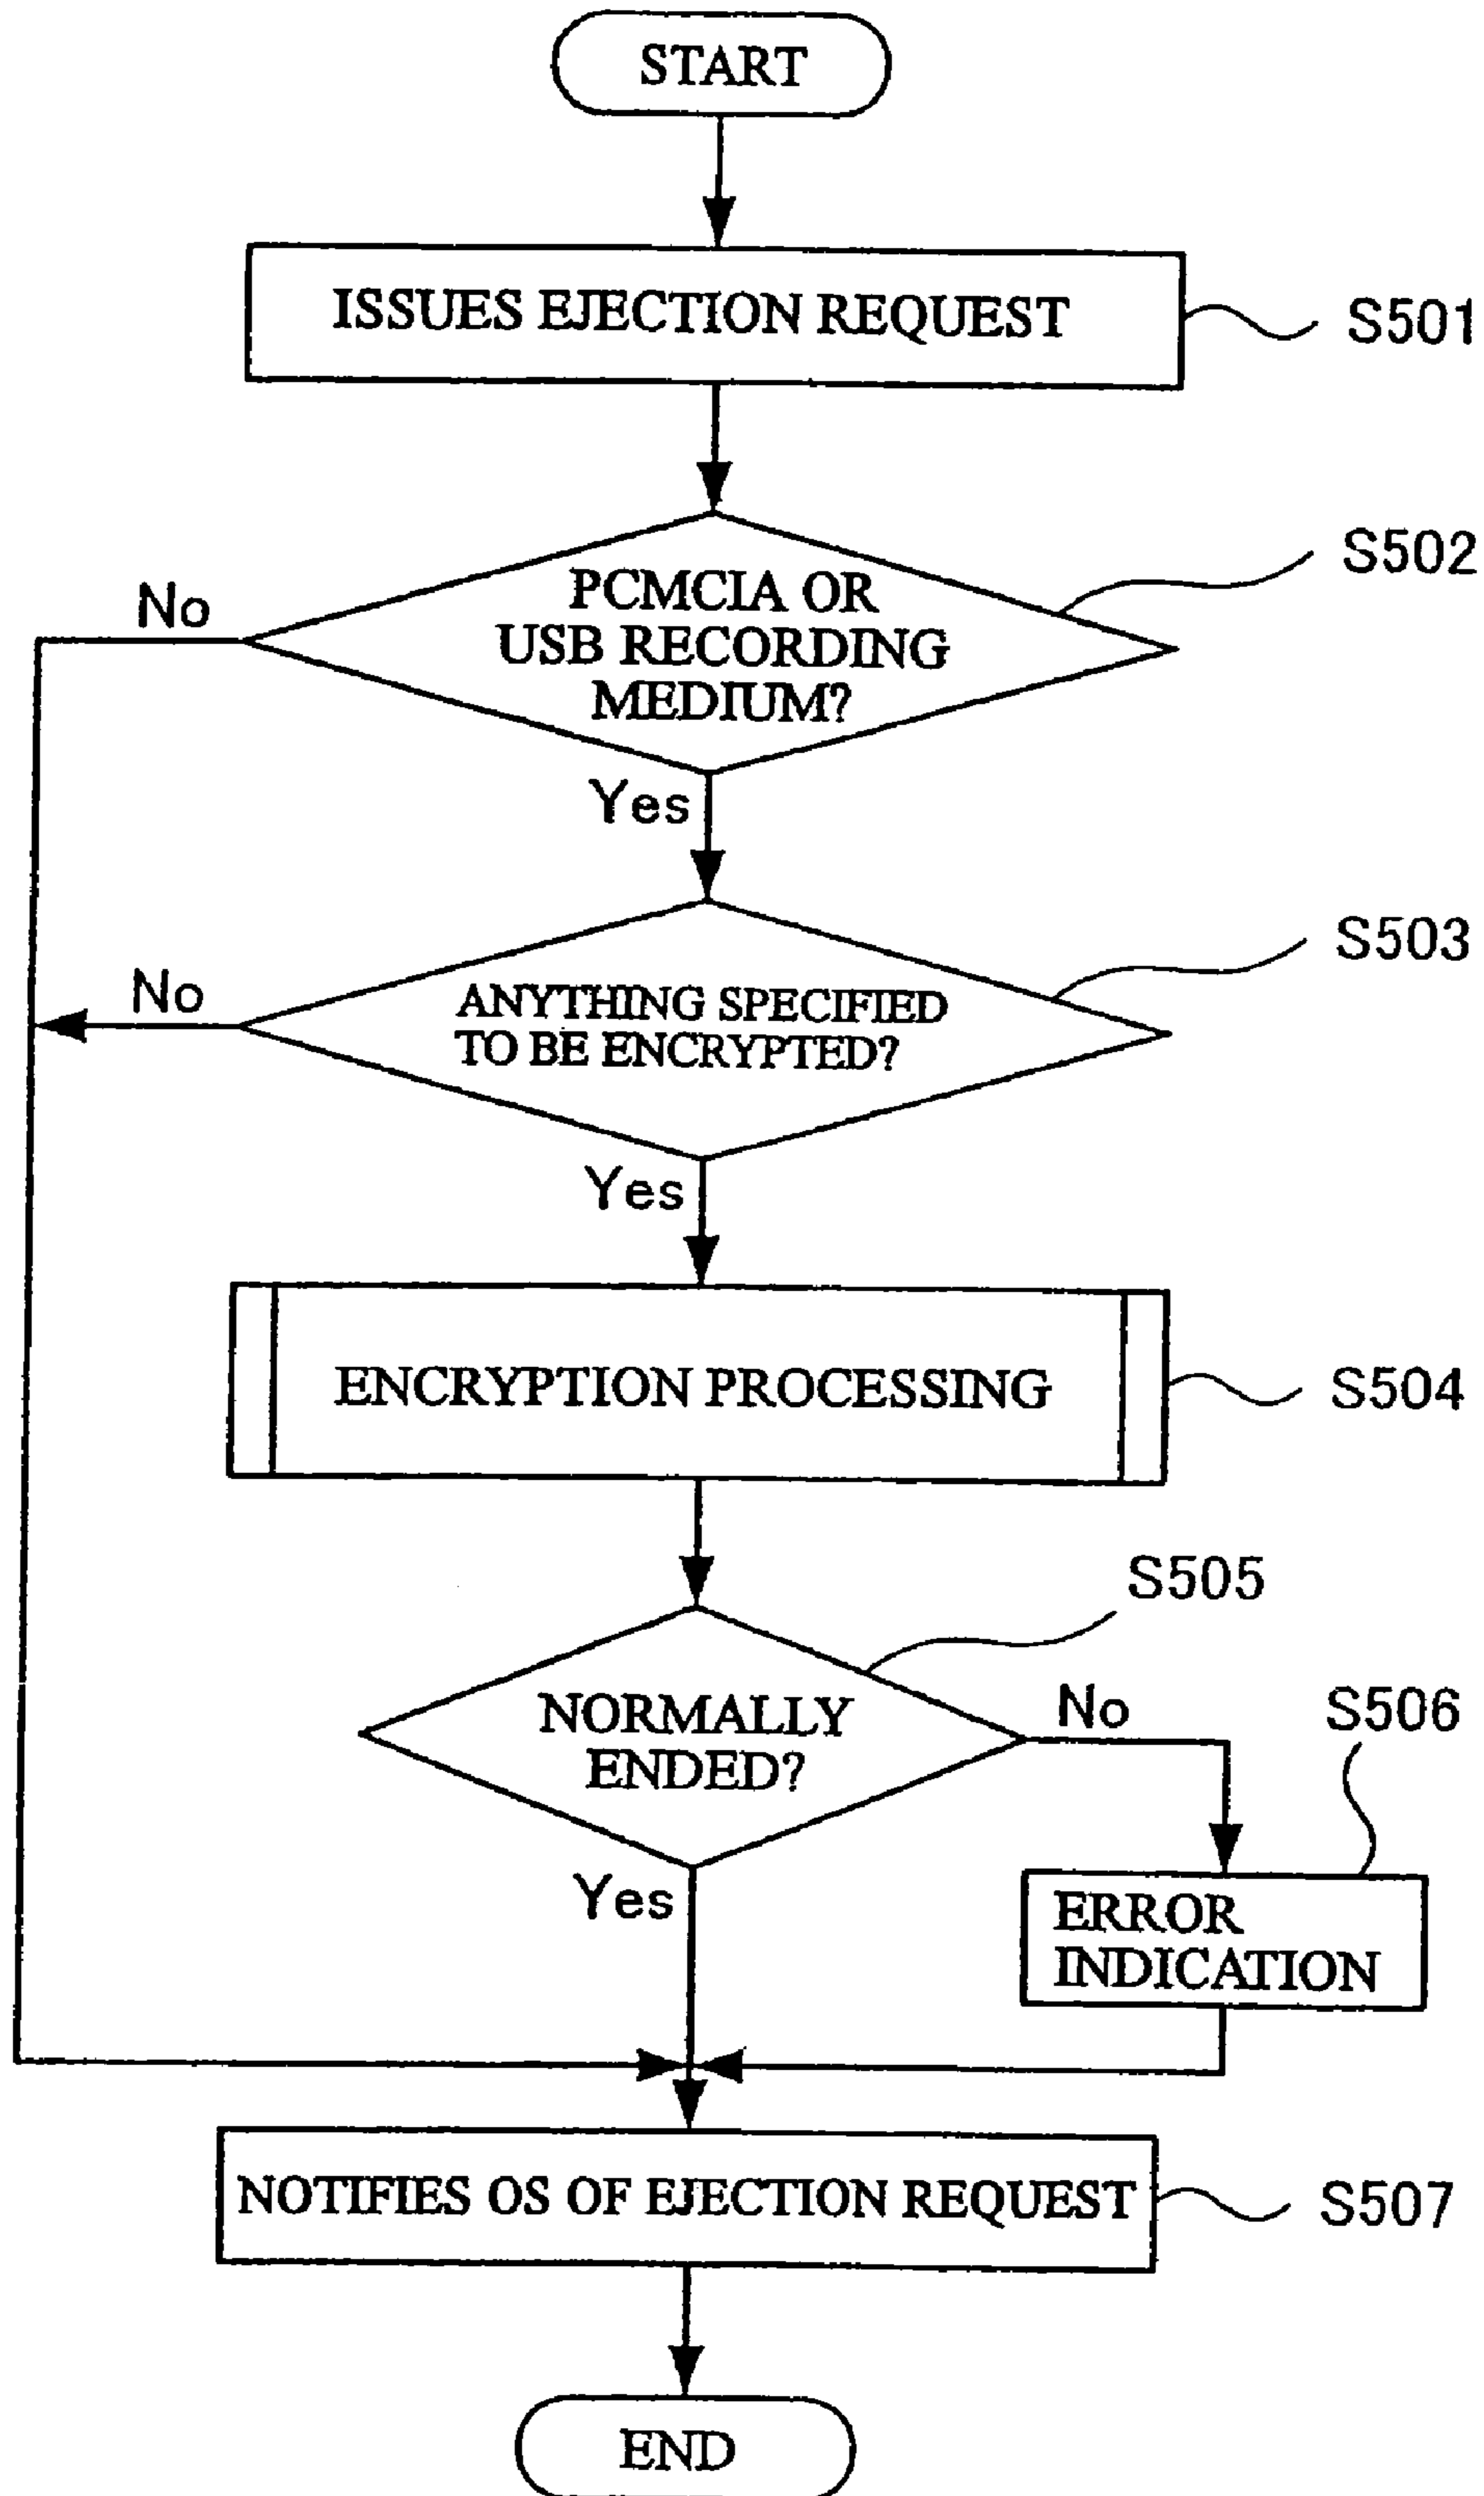 START
ISSUES EJECTION REQUEST
S501
S502
No
PCMCIA OR
USB RECORDING
MEDIUM?
Yes
S503
No
ANYTHING SPECIFIED
TO BE ENCRYPTED?
Yes
ENCRYPTION PROCESSING
S504
S505
NORMALLY
ENDED?
No
S506
Yes
ERROR
INDICATION
NOTIFIES OS OF EJECTION REQUEST
S507
END